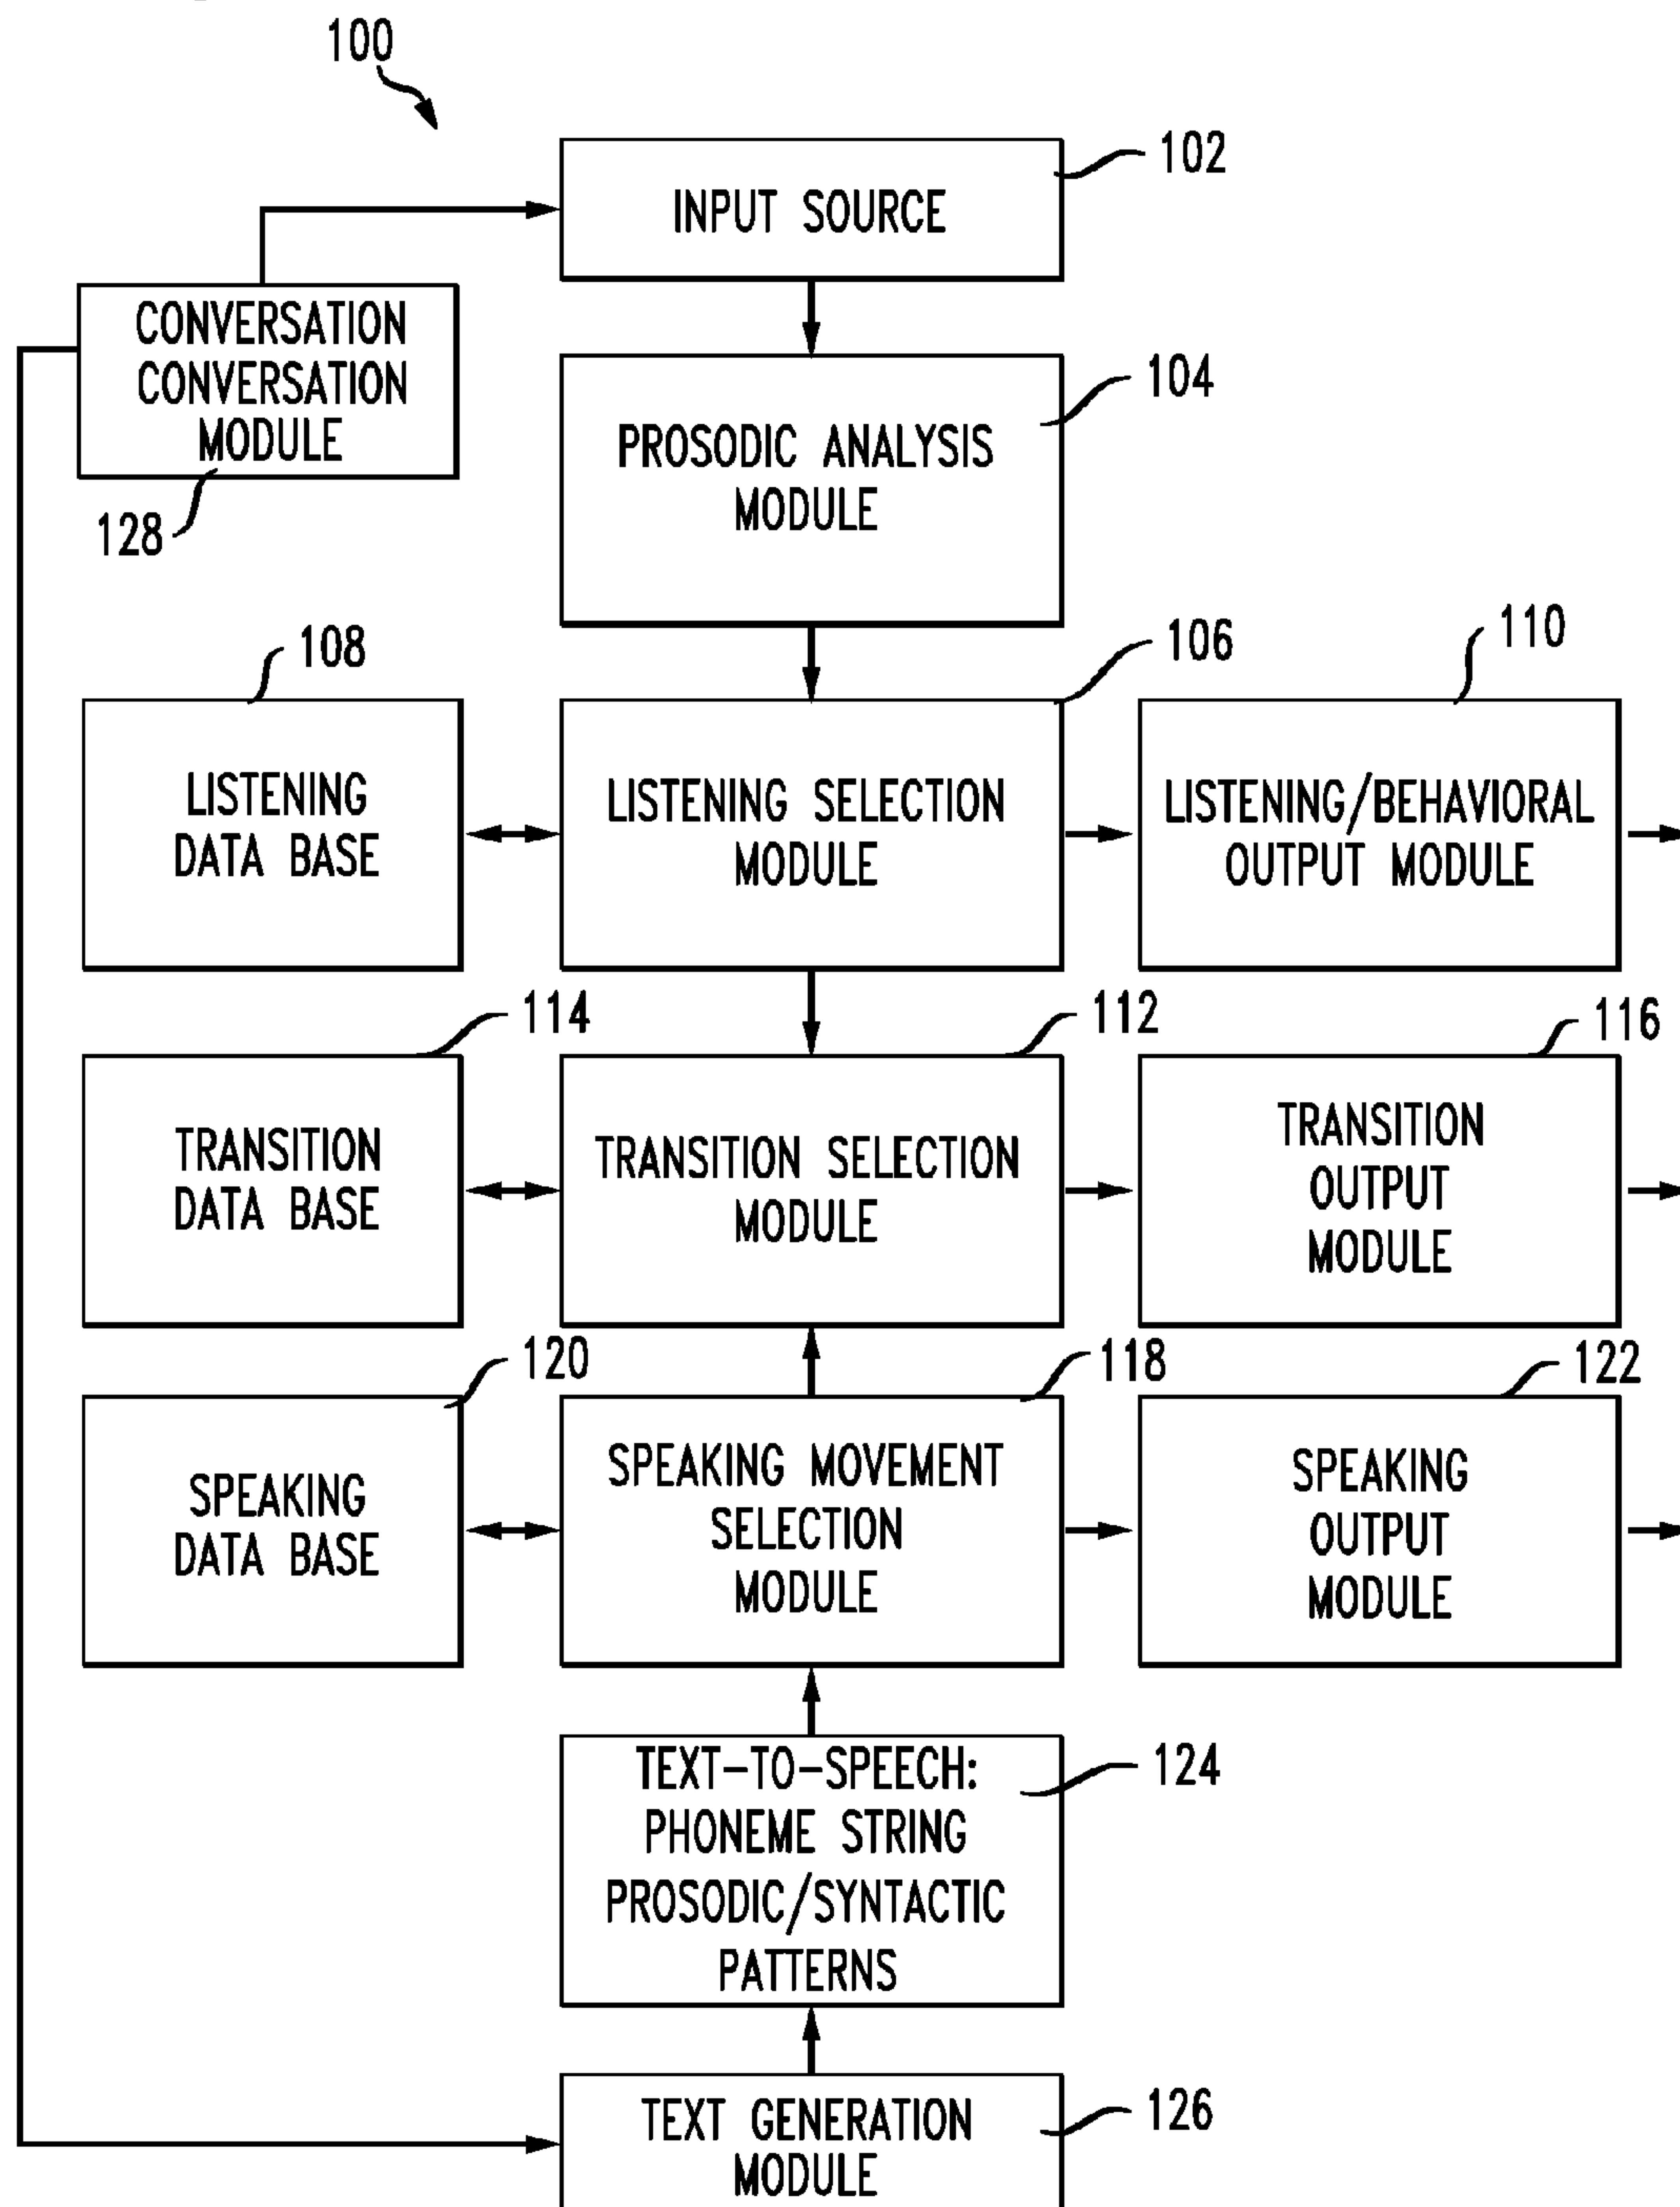 100
102
INPUT SOURCE
CONVERSATION
CONVERSATION
MODULE
128
104
PROSODIC ANALYSIS
MODULE
108
106
110
LISTENING
DATA BASE
LISTENING SELECTION
MODULE
LISTENING/BEHAVIORAL
OUTPUT MODULE
114
112
116
TRANSITION
DATA BASE
TRANSITION SELECTION
MODULE
TRANSITION
OUTPUT
MODULE
120
118
122
SPEAKING
DATA BASE
SPEAKING MOVEMENT
SELECTION
MODULE
SPEAKING
OUTPUT
MODULE
124
TEXT-TO-SPEECH:
PHONEME STRING
PROSODIC/SYNTACTIC
PATTERNS
126
TEXT GENERATION
MODULE